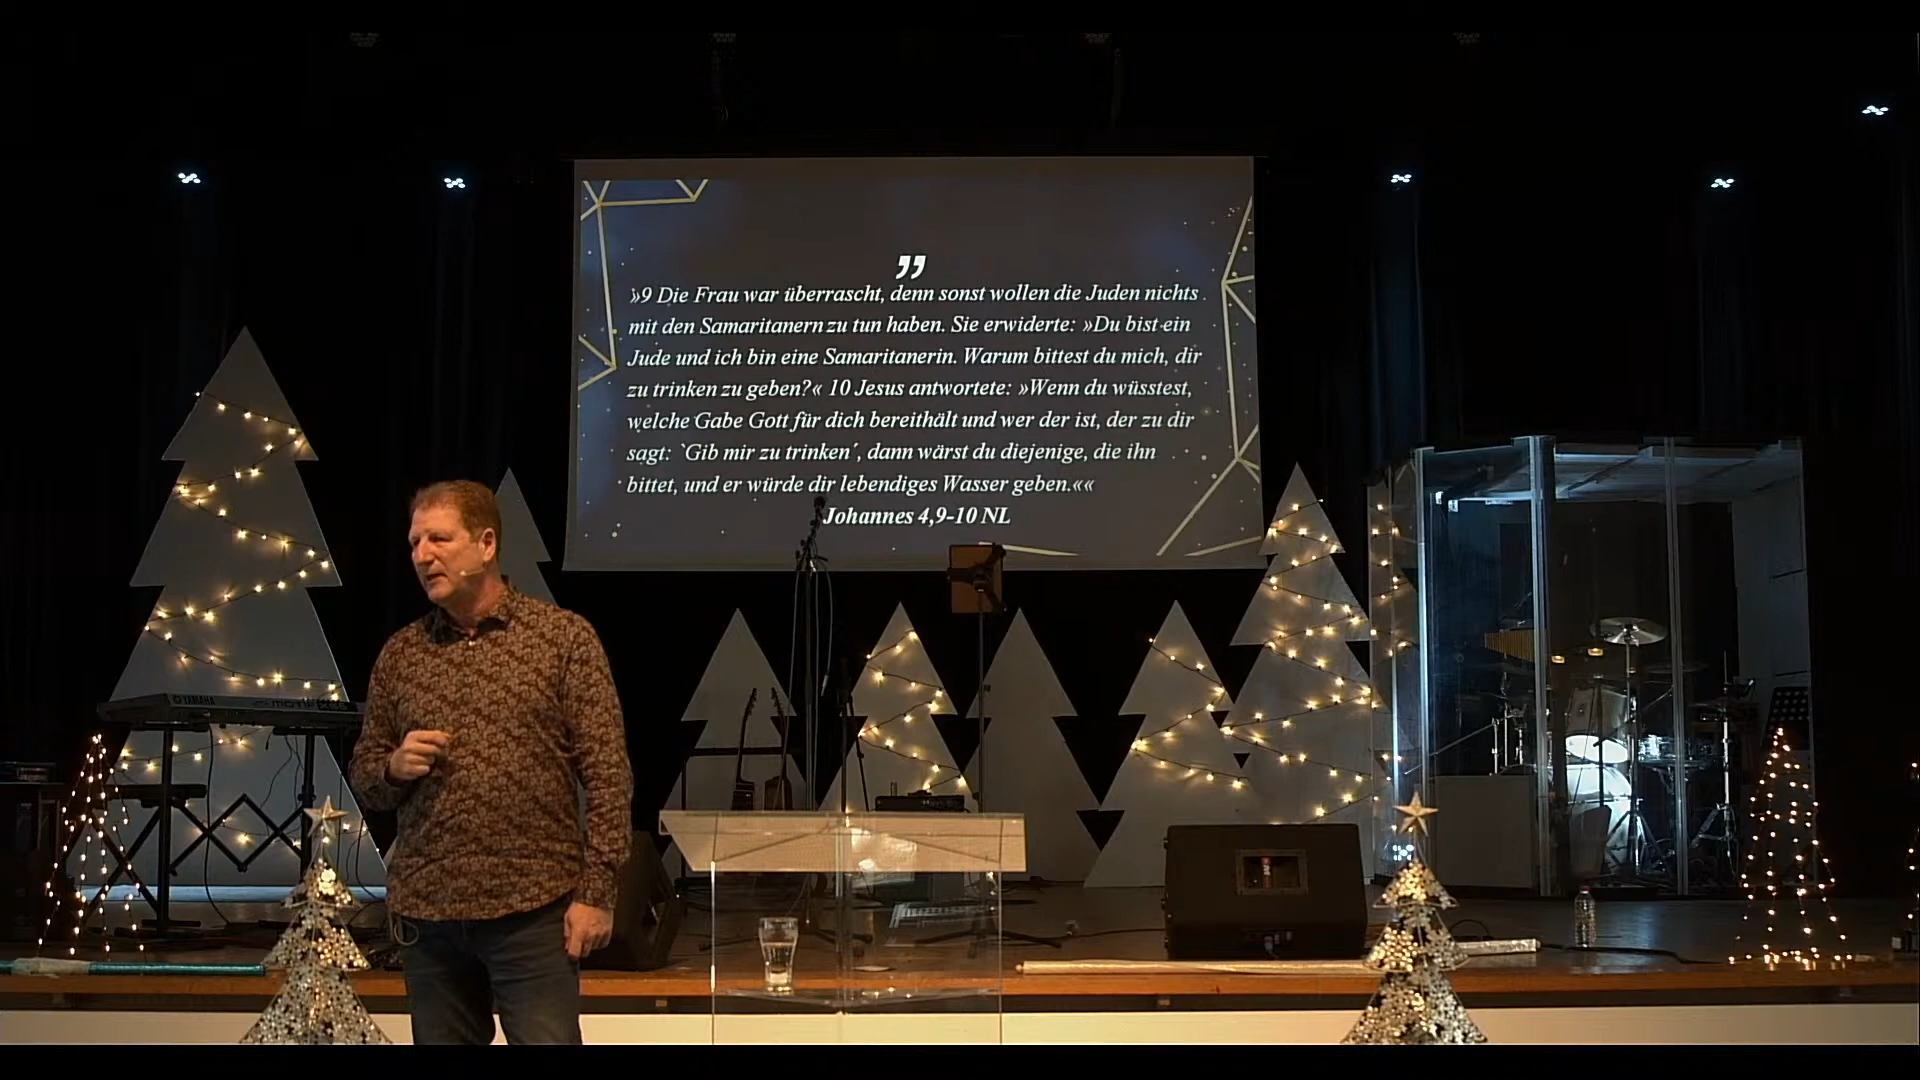 ”
»9 Die Frau war überrascht, denn sonst wollen die Juden nichts
mit den Samaritanern zu tun haben. Sie erwiderte: »Du bist ein
Jude und ich bin eine Samaritanerin. Warum bittest du mich, dir
zu trinken zu geben?« 10 Jesus antwortete: »Wenn du wüsstest,
welche Gabe Gott für dich bereithält und wer der ist, der zu dir
sagt: `Gib mir zu trinken´, dann wärst du diejenige, die ihn
bittet, und er würde dir lebendiges Wasser geben.««
Johannes 4,9-10 NL
YAMAHA